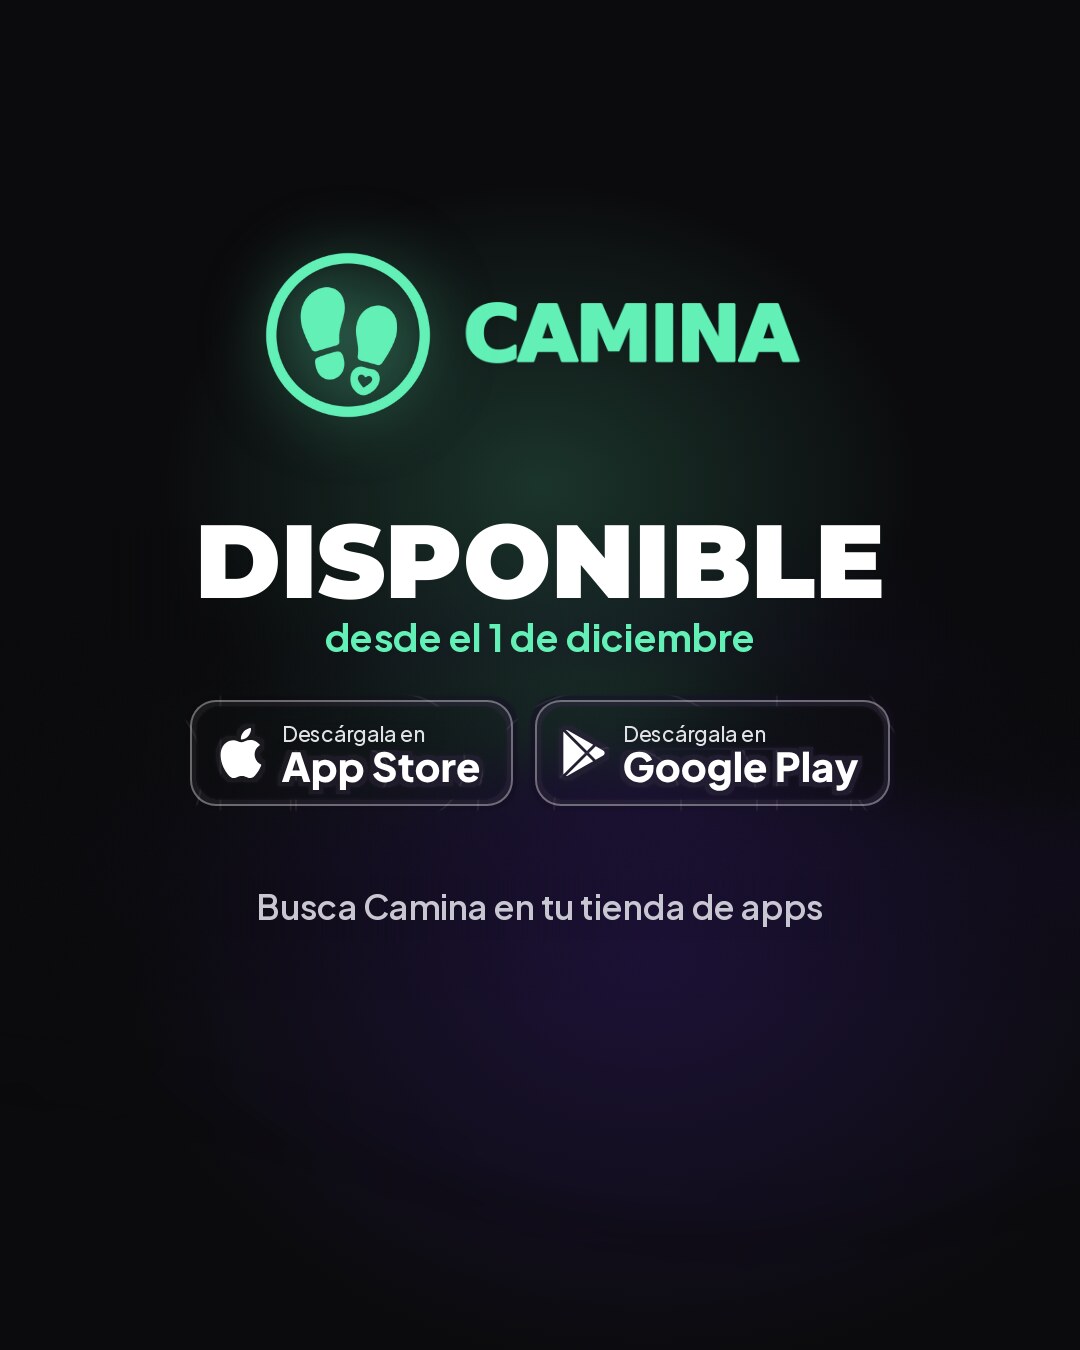 CAMINA
DISPONIBLE
desde el 1 de diciembre
Descárgala en
App Store
Descárgala en
Google Play
Busca Camina en tu tienda de apps